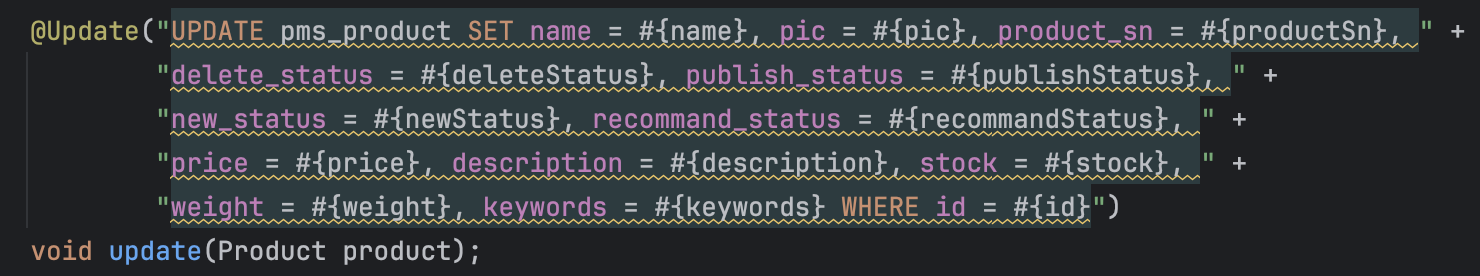 @Update("UPDATE pms_product SET name = #{name}, pic = #{pic}, product_sn = #{productSn}, " +
"delete_status = #{deleteStatus}, publish_status = #{publishStatus}, " +
"new_status = #{newStatus}, recommand_status = #{recommandStatus}, " +
"price = #{price}, description = #{description}, stock = #{stock}, " +
"weight = #{weight}, keywords = #{keywords} WHERE id = #{id}")
void update(Product product);